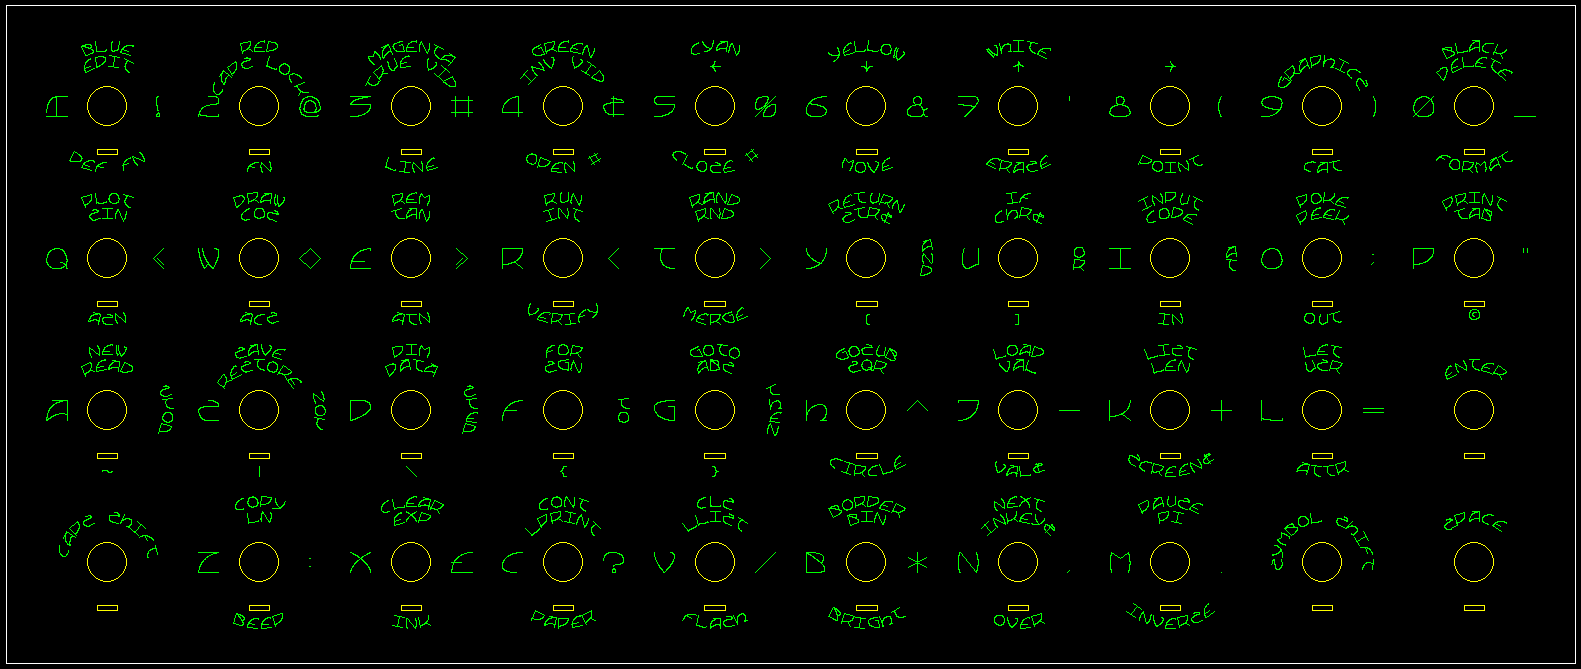 BLUE RED MAGENTA GREEN CYAN YELLOW WHITE BLACK
EDIT CAPS LOCK TRUE VID INV VID ← ↓ ↑ → GRAPHICS DELETE
1 ! 2 @ 3 # 4 $ 5 % 6 & 7 ' 8 ( 9 ) 0 _
DEF FN FN LINE OPEN # CLOSE # MOVE ERASE POINT CAT FORMAT
PLOT DRAW REM RUN RAND RETURN IF INPUT POKE PRINT
SIN COS TAN INT RND STR$ CHR$ CODE PEEK TAB
Q ≤ W <> E ≥ R < T > Y AND U OR I AT O ; P "
ASN ACS ATN VERIFY MERGE [ ] IN OUT ©
NEW SAVE DIM FOR GOTO GOSUB LOAD LIST LET ENTER
READ RESTORE DATA SGN ABS SQR VAL LEN USR
A STOP S NOT D STEP F TO G THEN H ^ J - K + L =
~ | \ { } CIRCLE VAL$ SCREEN$ ATTR
CAPS SHIFT COPY CLEAR CONT CLS BORDER NEXT PAUSE SYMBOL SHIFT SPACE
LN EXP LPRINT LLIST BIN INKEY$ PI
Z : X £ C ? V / B * N , M .
BEEP INK PAPER FLASH BRIGHT OVER INVERSE